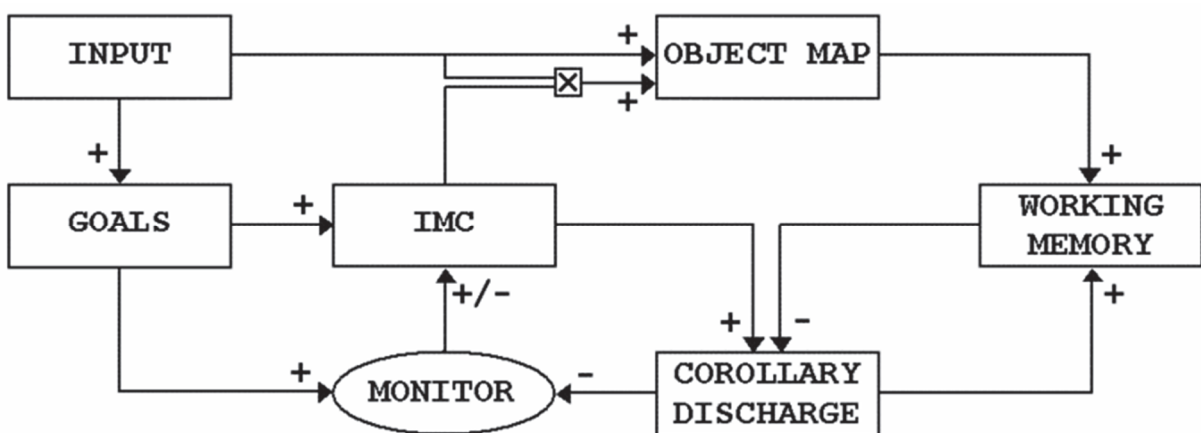 INPUT
+
OBJECT MAP
×
+
+
+
GOALS
+
IMC
WORKING
MEMORY
+/-
+
-
+
+
MONITOR
-
COROLLARY
DISCHARGE